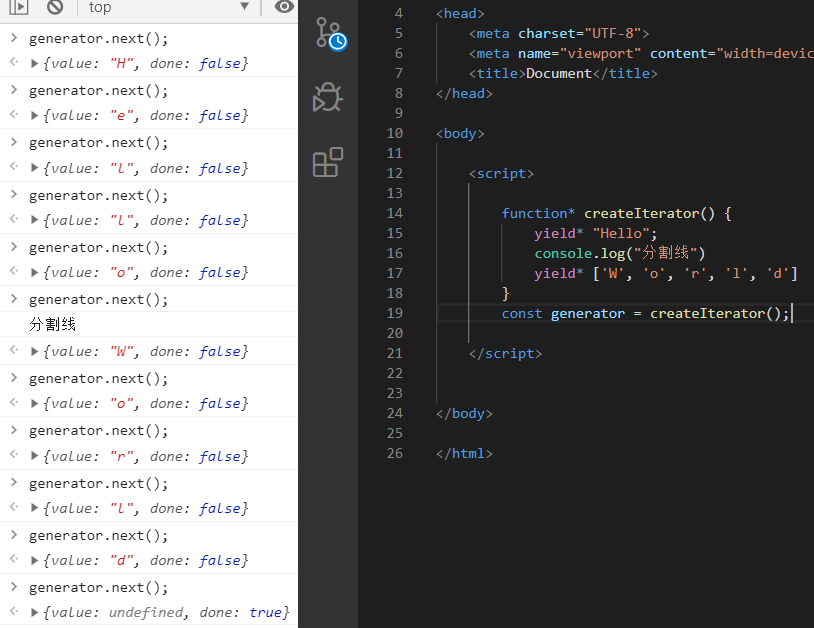 top
generator.next();
{value: "H", done: false}
generator.next();
{value: "e", done: false}
generator.next();
{value: "l", done: false}
generator.next();
{value: "l", done: false}
generator.next();
{value: "o", done: false}
generator.next();
分割线
{value: "W", done: false}
generator.next();
{value: "o", done: false}
generator.next();
{value: "r", done: false}
generator.next();
{value: "l", done: false}
generator.next();
{value: "d", done: false}
generator.next();
{value: undefined, done: true}
4 <head>
5 <meta charset="UTF-8">
6 <meta name="viewport" content="width=devic
7 <title>Document</title>
8 </head>
9
10 <body>
11
12 <script>
13
14 function* createIterator() {
15 yield* "Hello";
16 console.log("分割线")
17 yield* ['W', 'o', 'r', 'l', 'd']
18 }
19 const generator = createIterator();
20
21 </script>
22
23
24 </body>
25
26 </html>